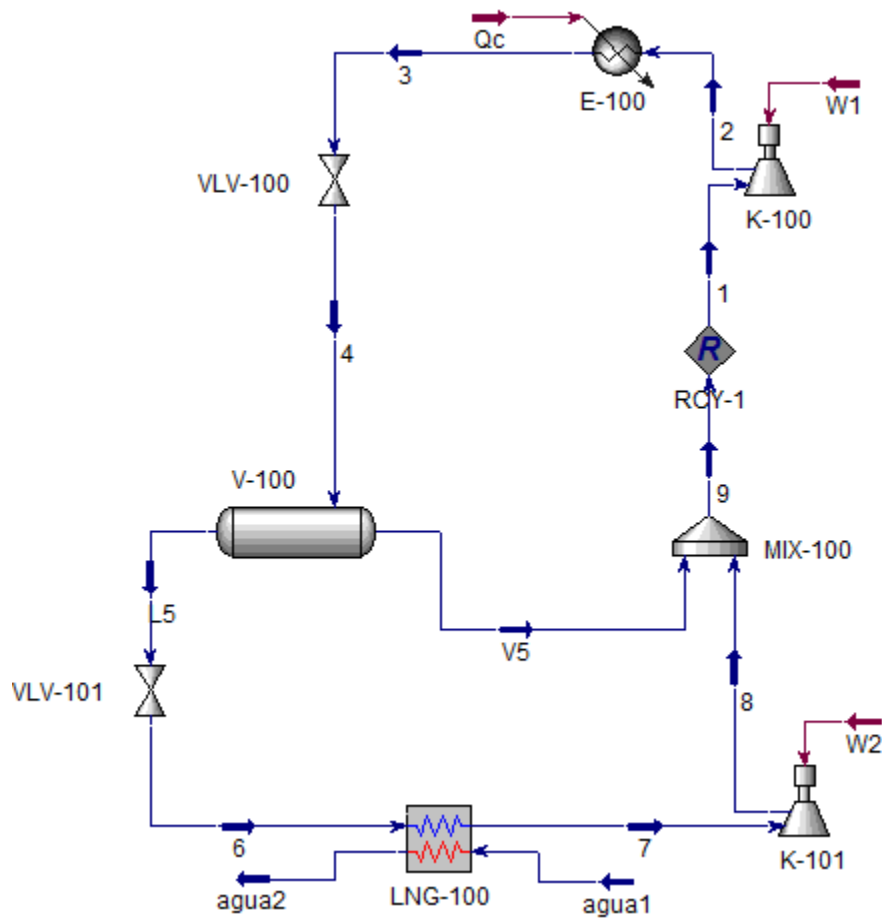 Qc
3
E-100
2
W1
VLV-100
K-100
1
4
RCY-1
V-100
9
MIX-100
L5
V5
VLV-101
8
W2
6
7
K-101
agua2
LNG-100
agua1
R